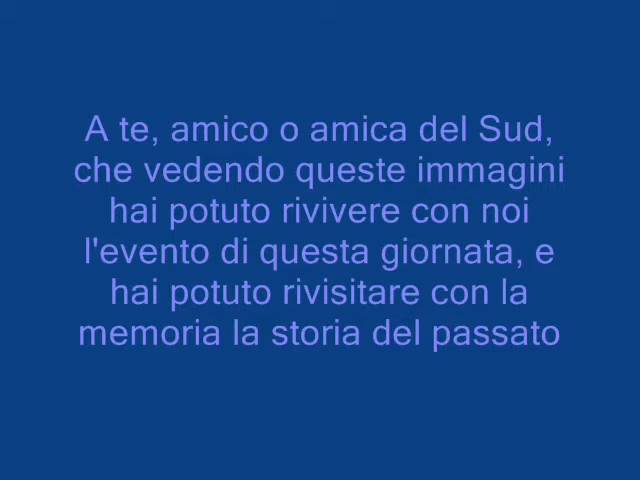 A te, amico o amica del Sud,
che vedendo queste immagini
hai potuto rivivere con noi
l'evento di questa giornata, e
hai potuto rivisitare con la
memoria la storia del passato